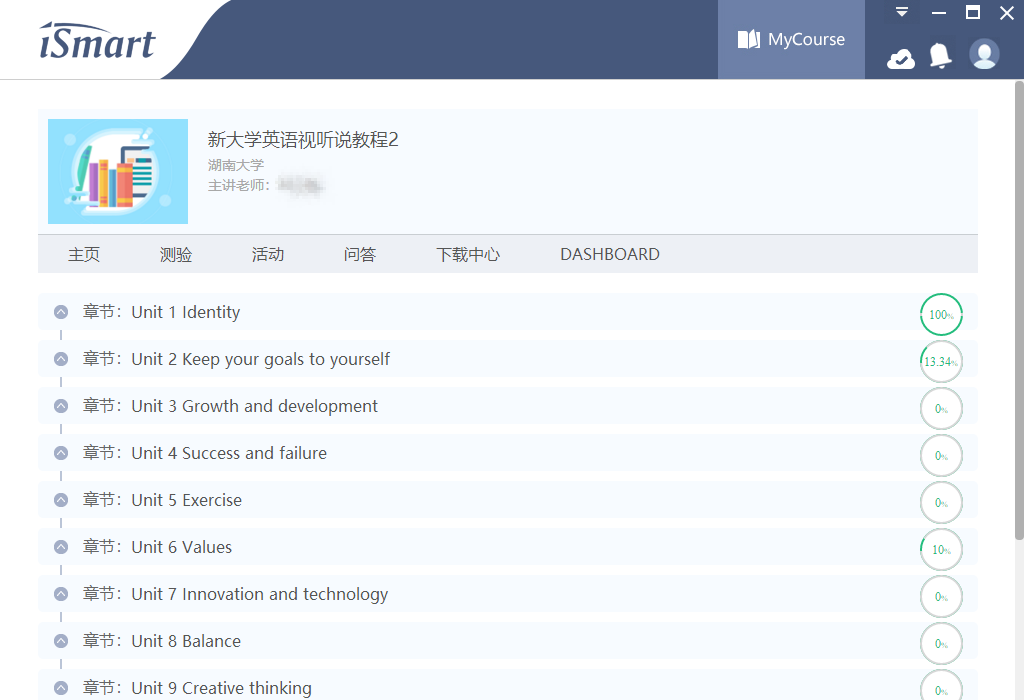 iSmart
MyCourse
新大学英语视听说教程2
湖南大学
主讲老师：
主页 测验 活动 问答 下载中心 DASHBOARD
章节： Unit 1 Identity 100%
章节： Unit 2 Keep your goals to yourself 13.34%
章节： Unit 3 Growth and development 0%
章节： Unit 4 Success and failure 0%
章节： Unit 5 Exercise 0%
章节： Unit 6 Values 10%
章节： Unit 7 Innovation and technology 0%
章节： Unit 8 Balance 0%
章节： Unit 9 Creative thinking 0%